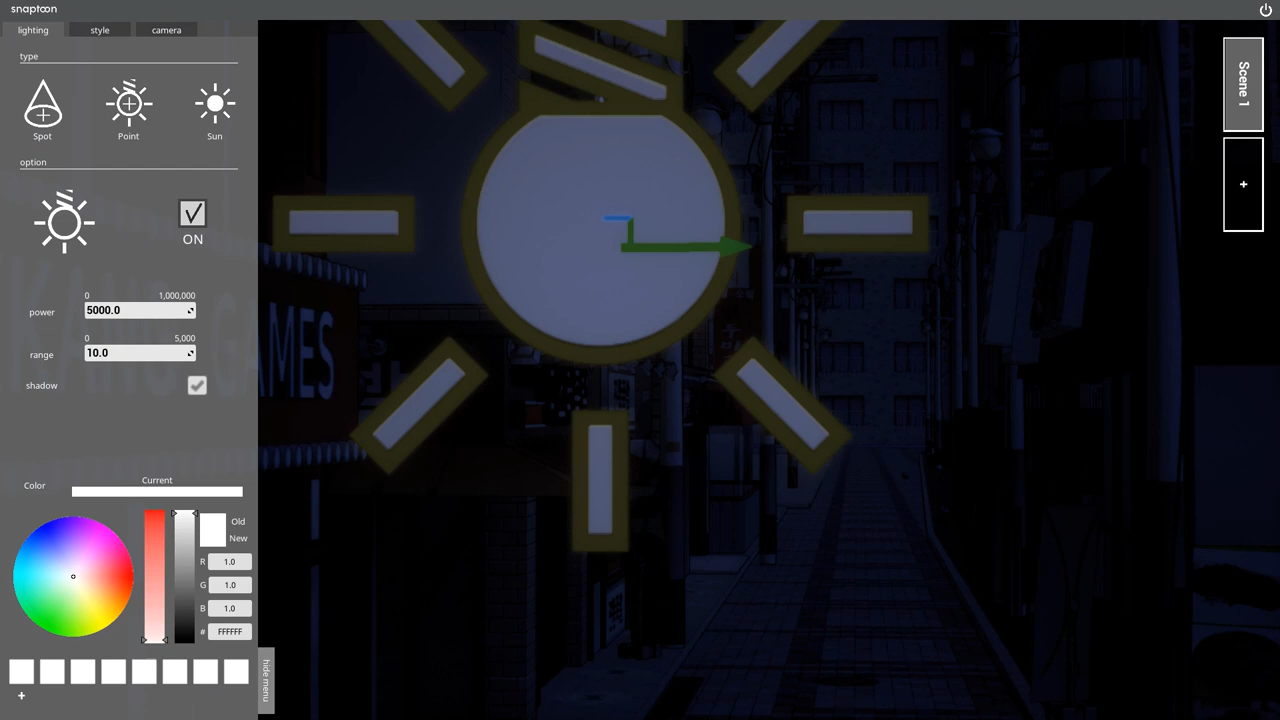 snaptoon
lighting
style
camera
type
Spot
Point
Sun
option
ON
0 1,000,000
power 5000.0
0 5,000
range 10.0
shadow
Color
Current
Old
New
R 1.0
G 1.0
B 1.0
# FFFFFF
+
hide menu
Scene 1
+
GAMES